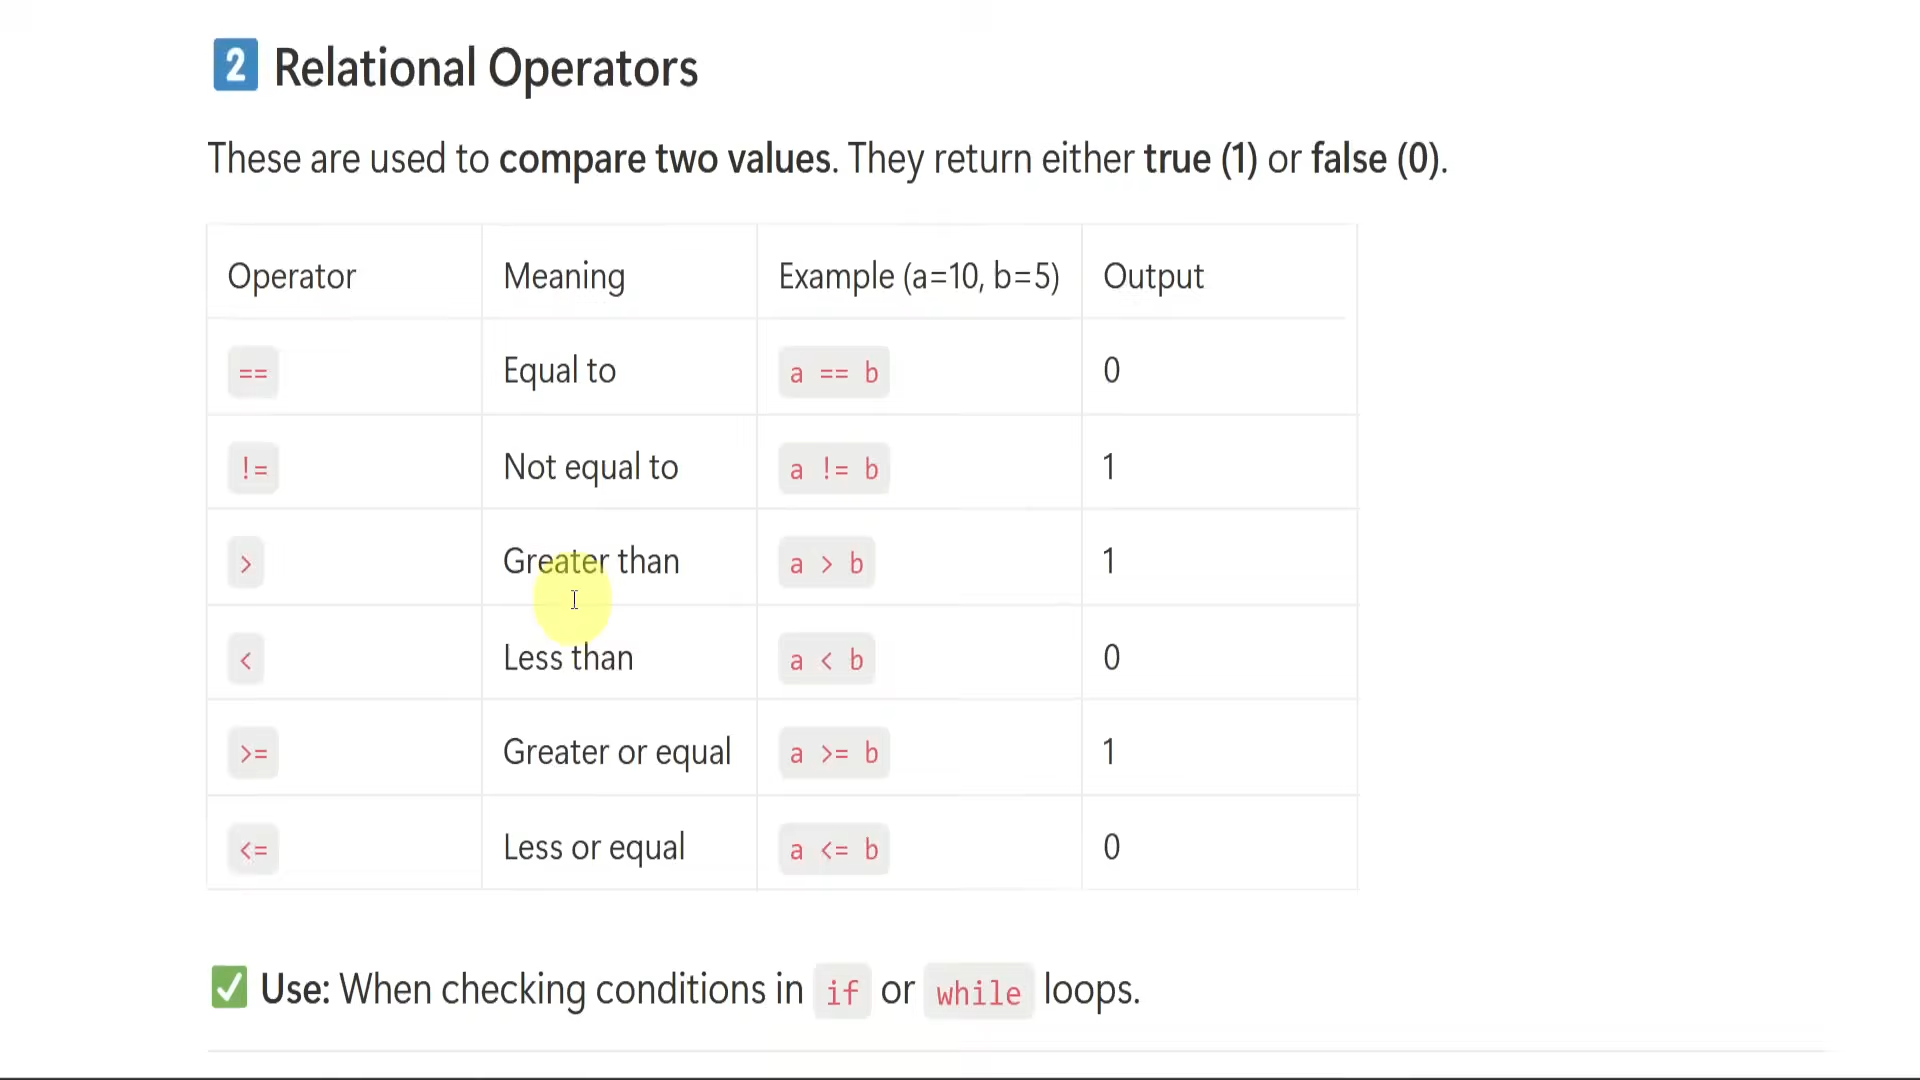 2 Relational Operators
These are used to compare two values. They return either true (1) or false (0).
Operator Meaning Example (a=10, b=5) Output
== Equal to a == b 0
!= Not equal to a != b 1
> Greater than a > b 1
< Less than a < b 0
>= Greater or equal a >= b 1
<= Less or equal a <= b 0
✅ Use: When checking conditions in if or while loops.